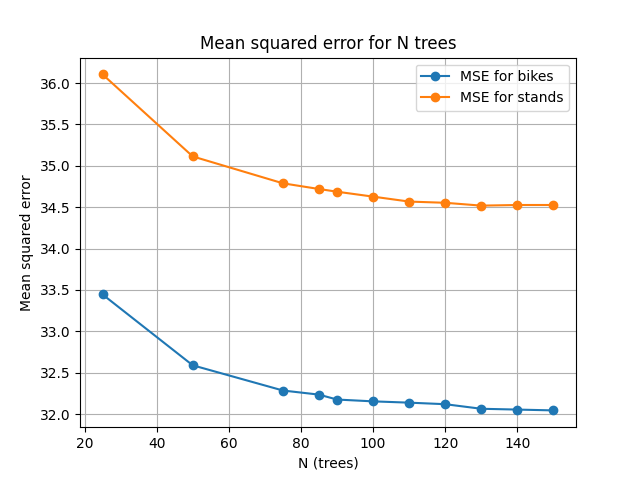 Mean squared error for N trees
MSE for bikes
MSE for stands
Mean squared error
36.0
35.5
35.0
34.5
34.0
33.5
33.0
32.5
32.0
20 40 60 80 100 120 140
N (trees)